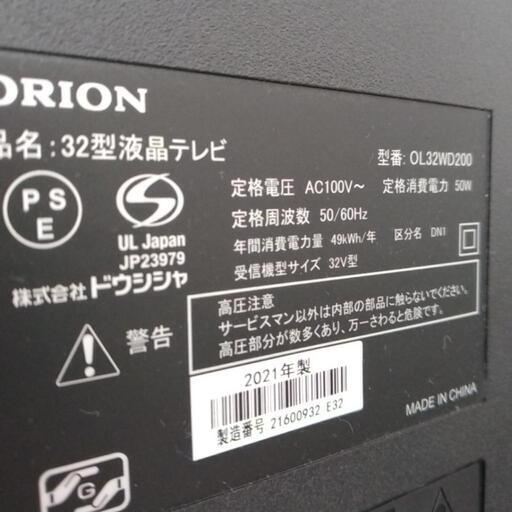 ORION
品名：32型液晶テレビ
型番：OL32WD200
定格電圧 AC100V～ 定格消費電力 50W
定格周波数 50/60Hz
年間消費電力量 49kWh/年 区分名 DN1
受信機型サイズ 32V型
P S
E
S
UL Japan
JP23979
株式会社ドウシシャ
警告
高圧注意
サービスマン以外は内部の部品に触らないでください。
高圧部分が数多くあり、万一さわると危険です。
2021年製
製造番号 21600932 E32
MADE IN CHINA
G